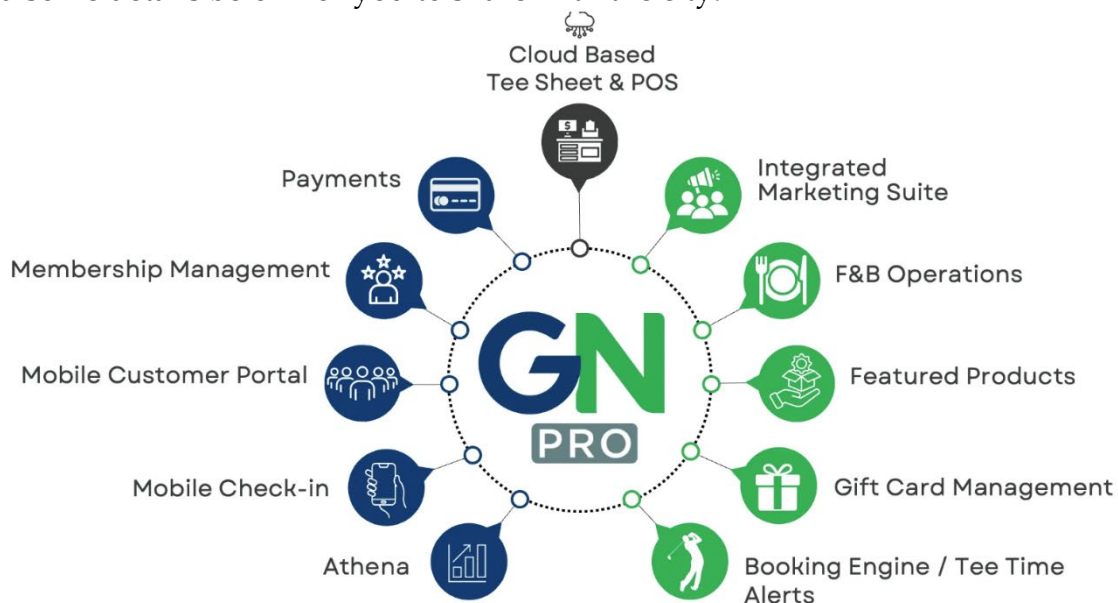 Cloud Based
Tee Sheet & POS
Payments
Integrated
Marketing Suite
Membership Management
F&B Operations
GN
PRO
Mobile Customer Portal
Featured Products
Mobile Check-in
Gift Card Management
Athena
Booking Engine / Tee Time
Alerts
$